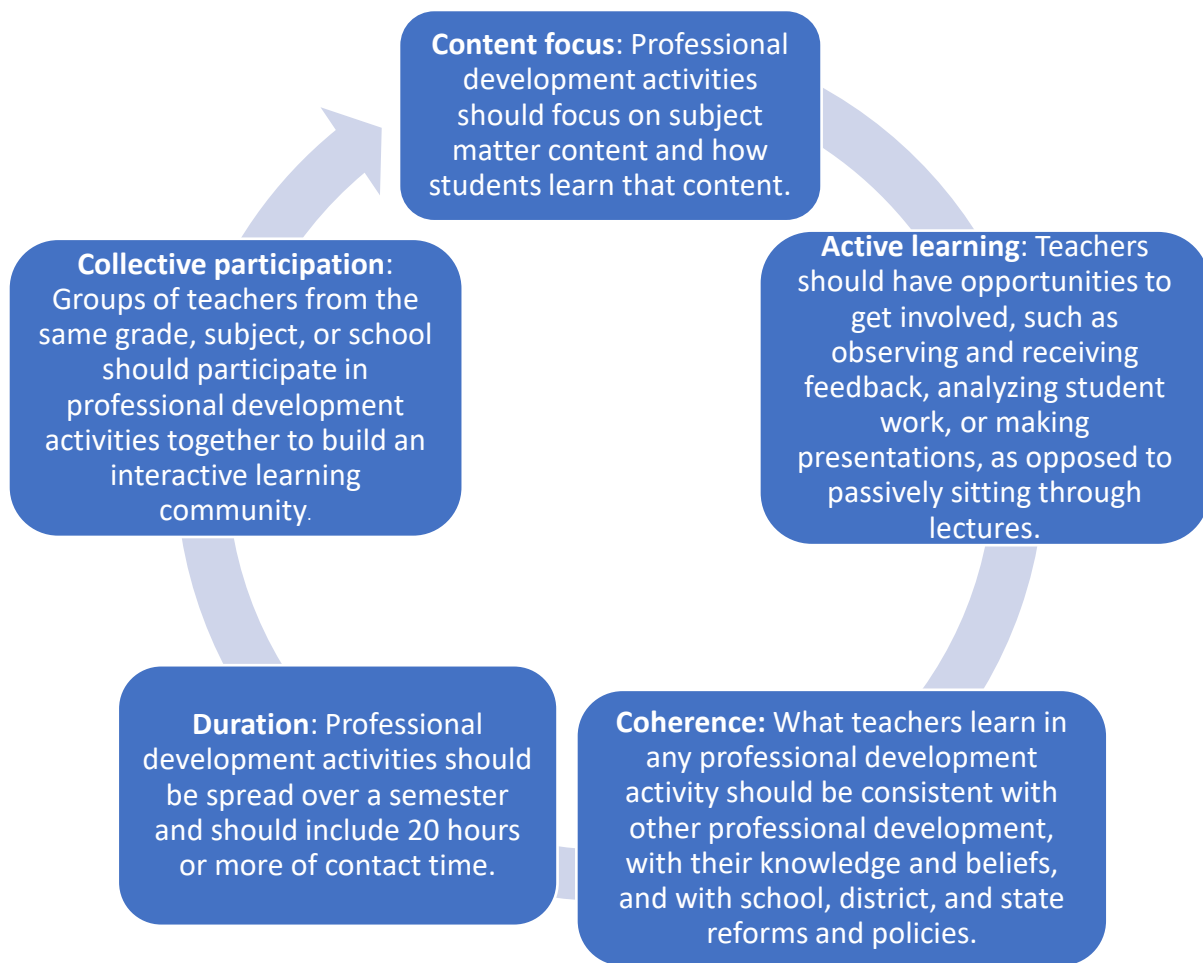 Content focus: Professional
development activities
should focus on subject
matter content and how
students learn that content.
Active learning: Teachers
should have opportunities to
get involved, such as
observing and receiving
feedback, analyzing student
work, or making
presentations, as opposed to
passively sitting through
lectures.
Coherence: What teachers learn in
any professional development
activity should be consistent with
other professional development,
with their knowledge and beliefs,
and with school, district, and state
reforms and policies.
Duration: Professional
development activities should
be spread over a semester
and should include 20 hours
or more of contact time.
Collective participation:
Groups of teachers from the
same grade, subject, or school
should participate in
professional development
activities together to build an
interactive learning
community.